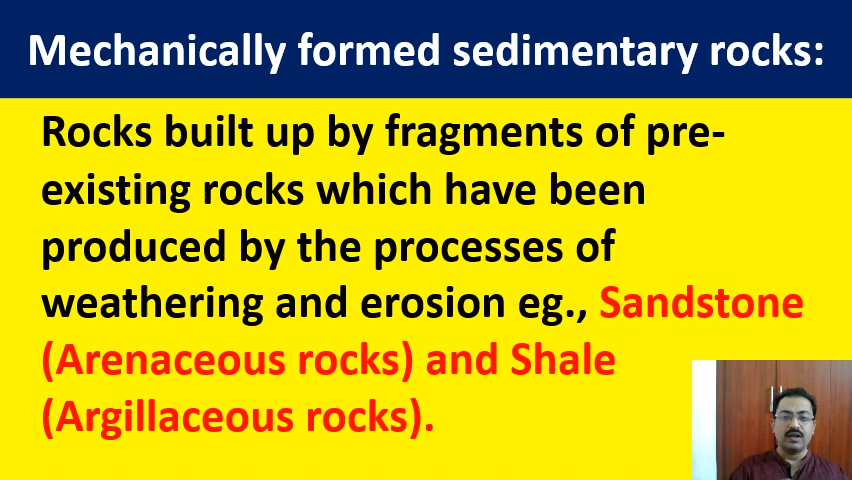 Mechanically formed sedimentary rocks:
Rocks built up by fragments of pre-
existing rocks which have been
produced by the processes of
weathering and erosion eg., Sandstone
(Arenaceous rocks) and Shale
(Argillaceous rocks).